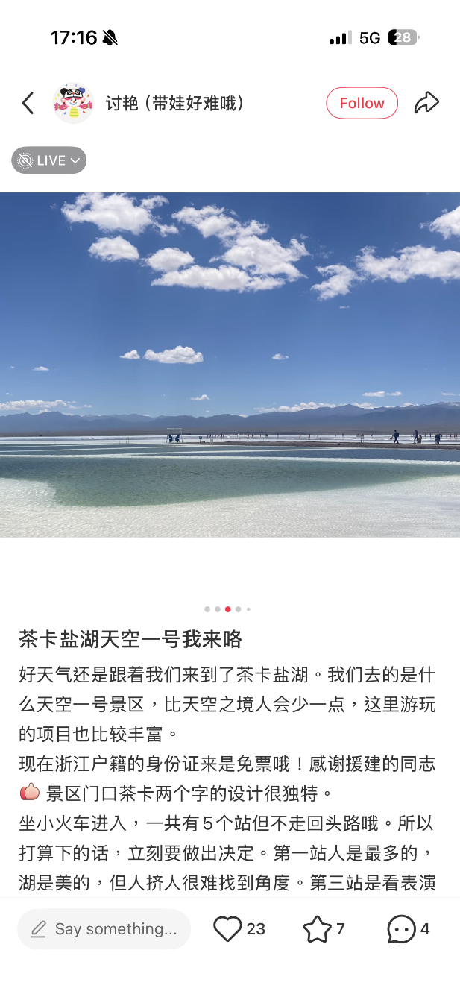 17:16
5G
28
讨艳（带娃好难哦）
Follow
LIVE
茶卡盐湖天空一号我来咯
好天气还是跟着我们来到了茶卡盐湖。我们去的是什
么天空一号景区，比天空之境人会少一点，这里游玩
的项目也比较丰富。
现在浙江户籍的身份证来是免票哦！感谢援建的同志
👍 景区门口茶卡两个字的设计很独特。
坐小火车进入，一共有5个站但不走回头路哦。所以
打算下的话，立刻要做出决定。第一站人是最多的，
湖是美的，但人挤人很难找到角度。第三站是看表演
Say something...
23
7
4